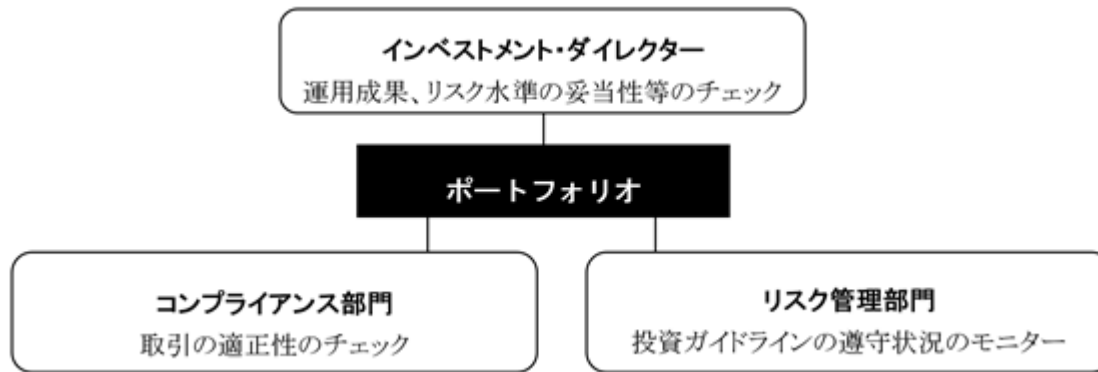 インベストメント・ダイレクター
運用成果、リスク水準の妥当性等のチェック
ポートフォリオ
コンプライアンス部門
取引の適正性のチェック
リスク管理部門
投資ガイドラインの遵守状況のモニター